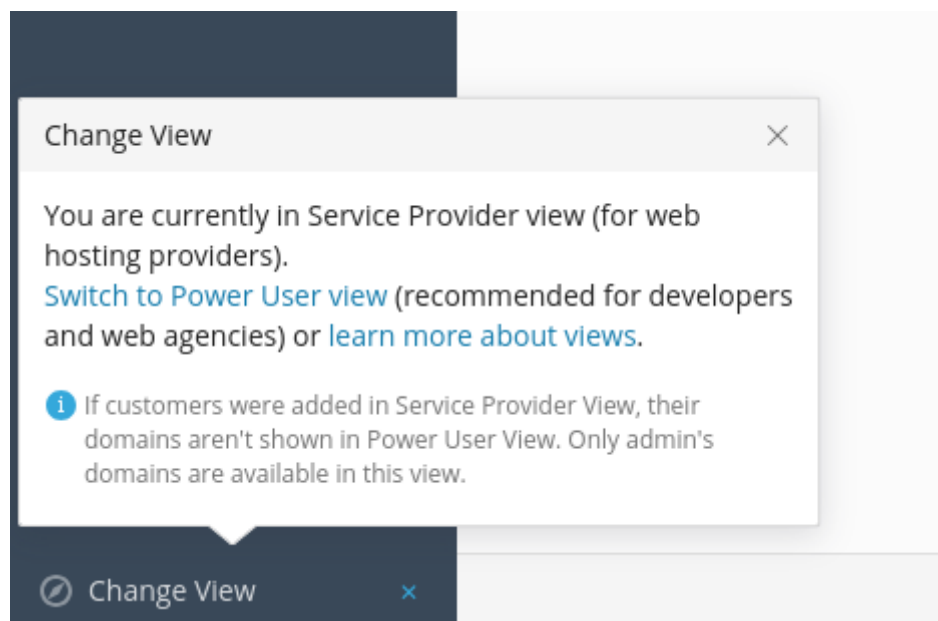 Change View
You are currently in Service Provider view (for web
hosting providers).
Switch to Power User view (recommended for developers
and web agencies) or learn more about views.
If customers were added in Service Provider View, their
domains aren't shown in Power User View. Only admin's
domains are available in this view.
Change View